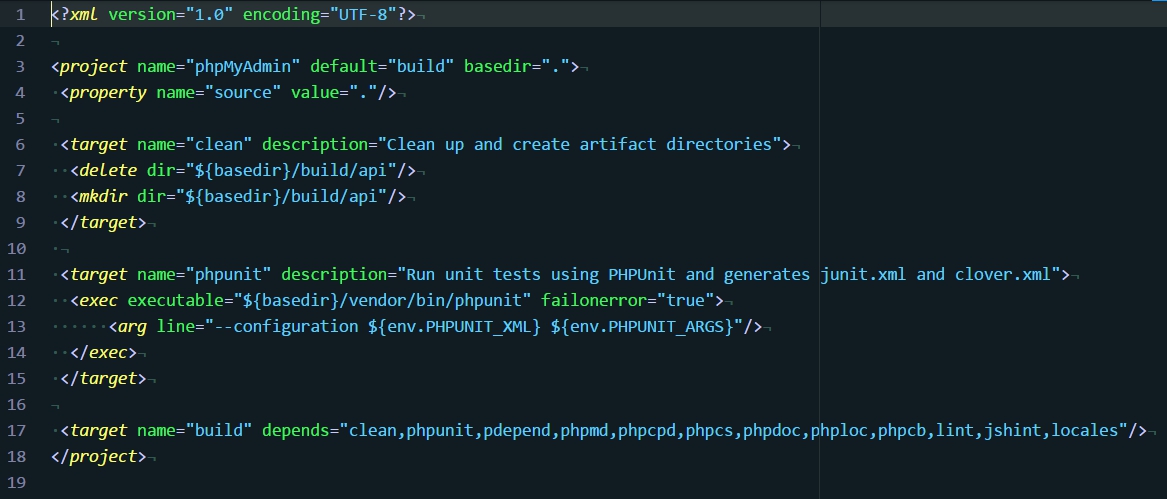 1 <?xml version="1.0" encoding="UTF-8"?>¬
2 ¬
3 <project name="phpMyAdmin" default="build" basedir=".">¬
4 ·<property name="source" value="."/>¬
5 ¬
6 ·<target name="clean" description="Clean up and create artifact directories">¬
7 ··<delete dir="${basedir}/build/api"/>¬
8 ··<mkdir dir="${basedir}/build/api"/>¬
9 ·</target>¬
10 ·¬
11 ·<target name="phpunit" description="Run unit tests using PHPUnit and generates junit.xml and clover.xml">¬
12 ··<exec executable="${basedir}/vendor/bin/phpunit" failonerror="true">¬
13 ······<arg line="--configuration ${env.PHPUNIT_XML} ${env.PHPUNIT_ARGS}"/>¬
14 ··</exec>¬
15 ·</target>¬
16 ¬
17 ·<target name="build" depends="clean,phpunit,pdepend,phpmd,phpcpd,phpcs,phpdoc,phploc,phpcb,lint,jshint,locales"/>¬
18 </project>¬
19